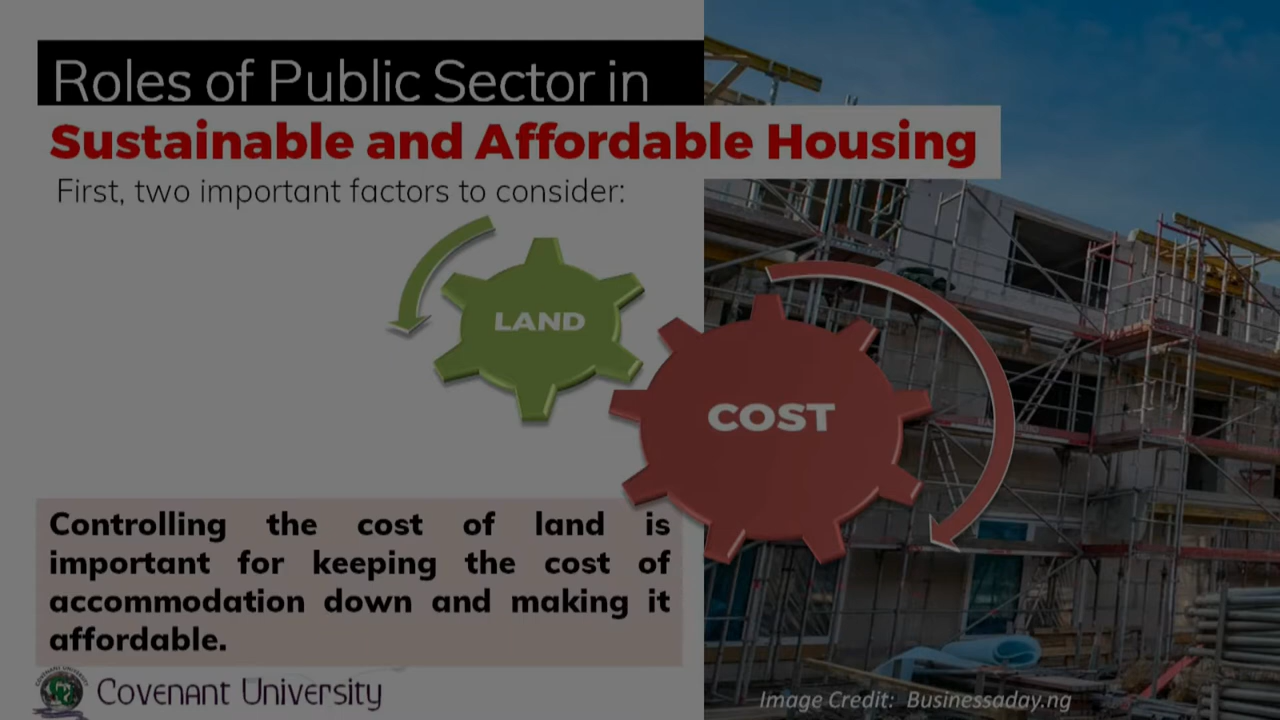 Roles of Public Sector in
Sustainable and Affordable Housing
First, two important factors to consider:
LAND
COST
Controlling the cost of land is
important for keeping the cost of
accommodation down and making it
affordable.
Covenant University
Image Credit: Businessaday.ng